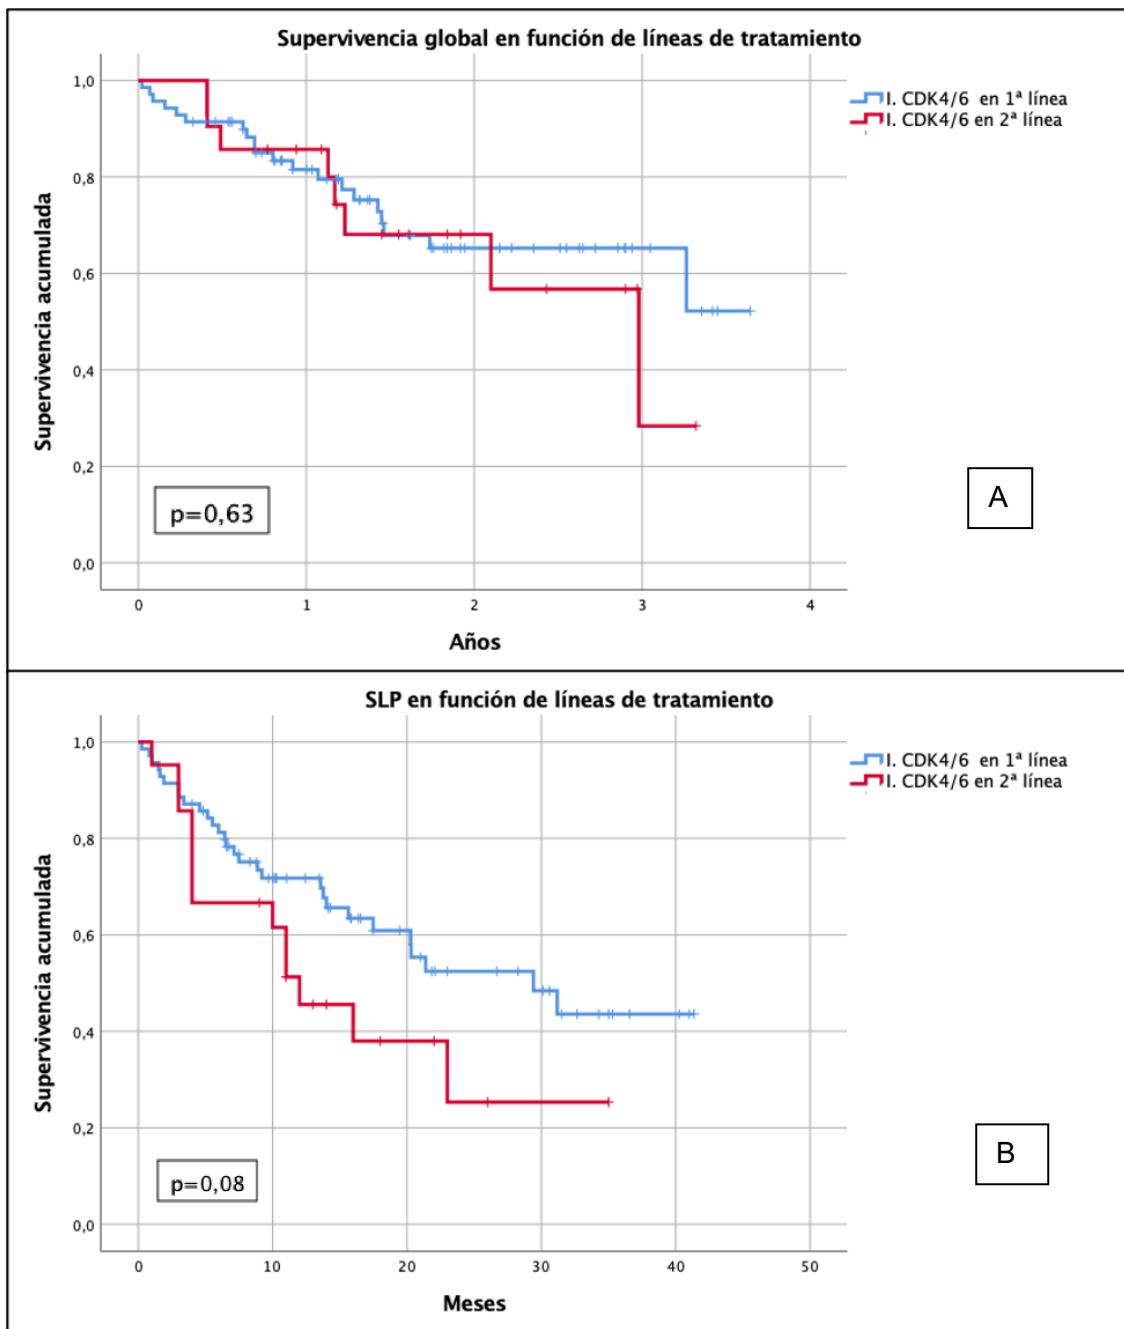 Supervivencia global en función de líneas de tratamiento
I. CDK4/6 en 1ª línea
I. CDK4/6 en 2ª línea
Supervivencia acumulada
1,0
0,8
0,6
0,4
0,2
0,0
p=0,63
A
0 1 2 3 4
Años
SLP en función de líneas de tratamiento
I. CDK4/6 en 1ª línea
I. CDK4/6 en 2ª línea
Supervivencia acumulada
1,0
0,8
0,6
0,4
0,2
0,0
p=0,08
B
0 10 20 30 40 50
Meses